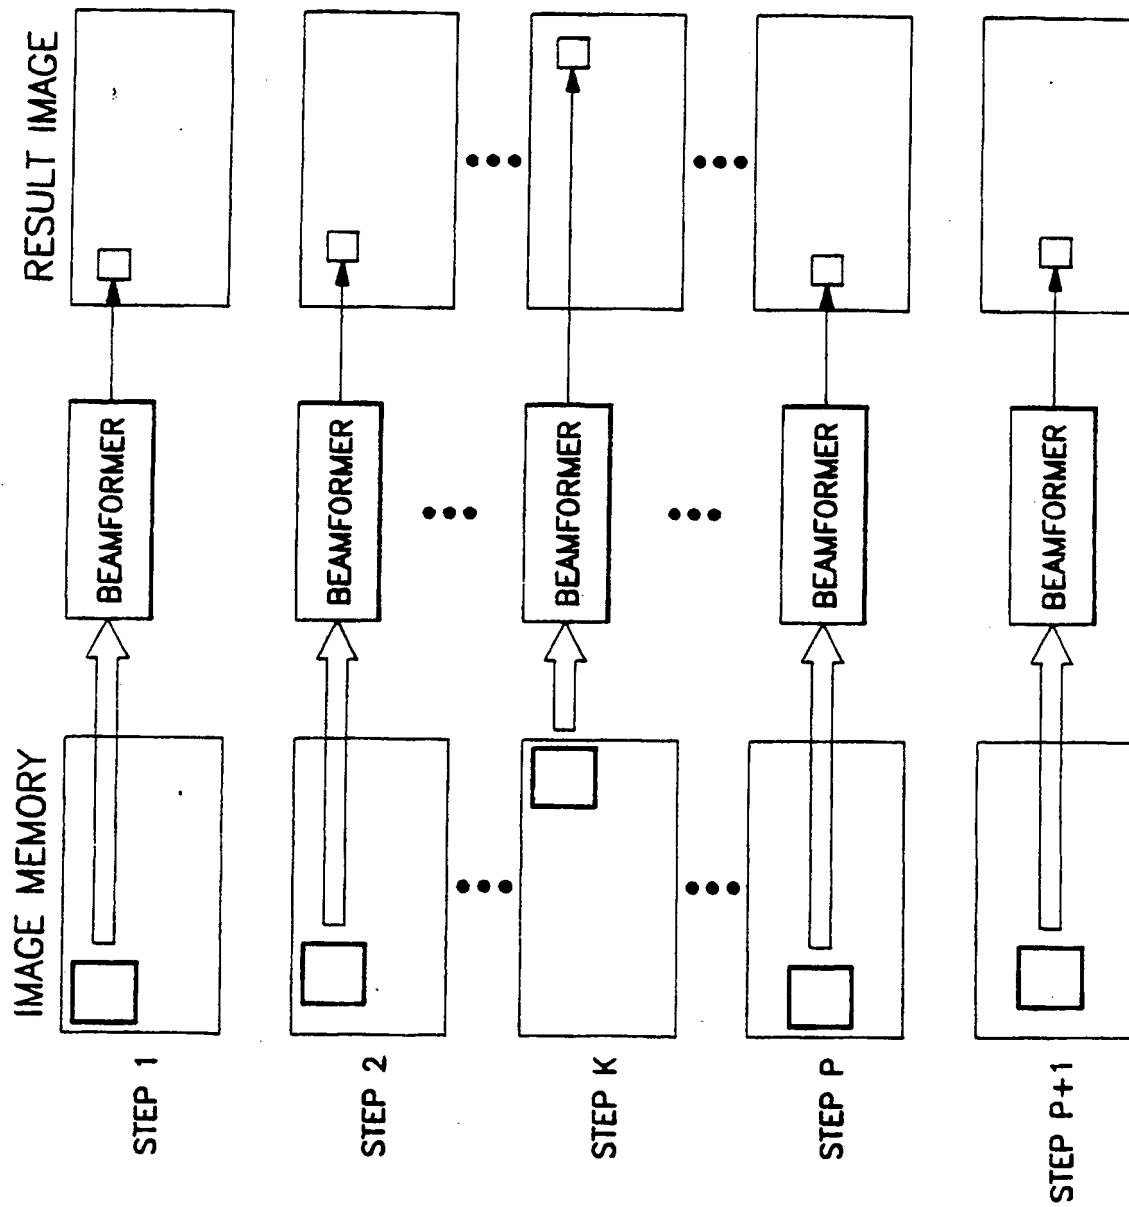 IMAGE MEMORY
RESULT IMAGE
STEP 1
BEAMFORMER
STEP 2
BEAMFORMER
STEP K
BEAMFORMER
STEP P
BEAMFORMER
STEP P+1
BEAMFORMER